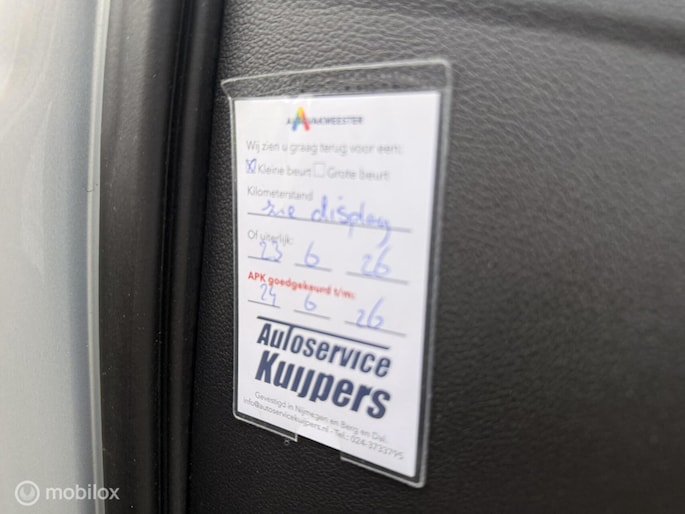 AUTOVAKMEESTER
Wij zien u graag terug voor een:
Kleine beurt Grote beurt
Kilometerstand
zie display
Of uiterlijk:
23 6 26
APK goedgekeurd t/m:
24 6 26
Autoservice
Kuijpers
Gevestigd in Nijmegen en Berg en Dal.
info@autoservicekuijpers.nl - Tel.: 024-3733795
mobilox